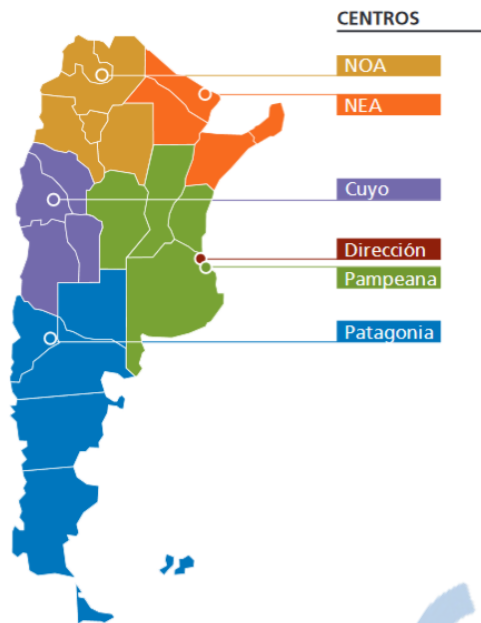 CENTROS
NOA
NEA
Cuyo
Dirección
Pampeana
Patagonia